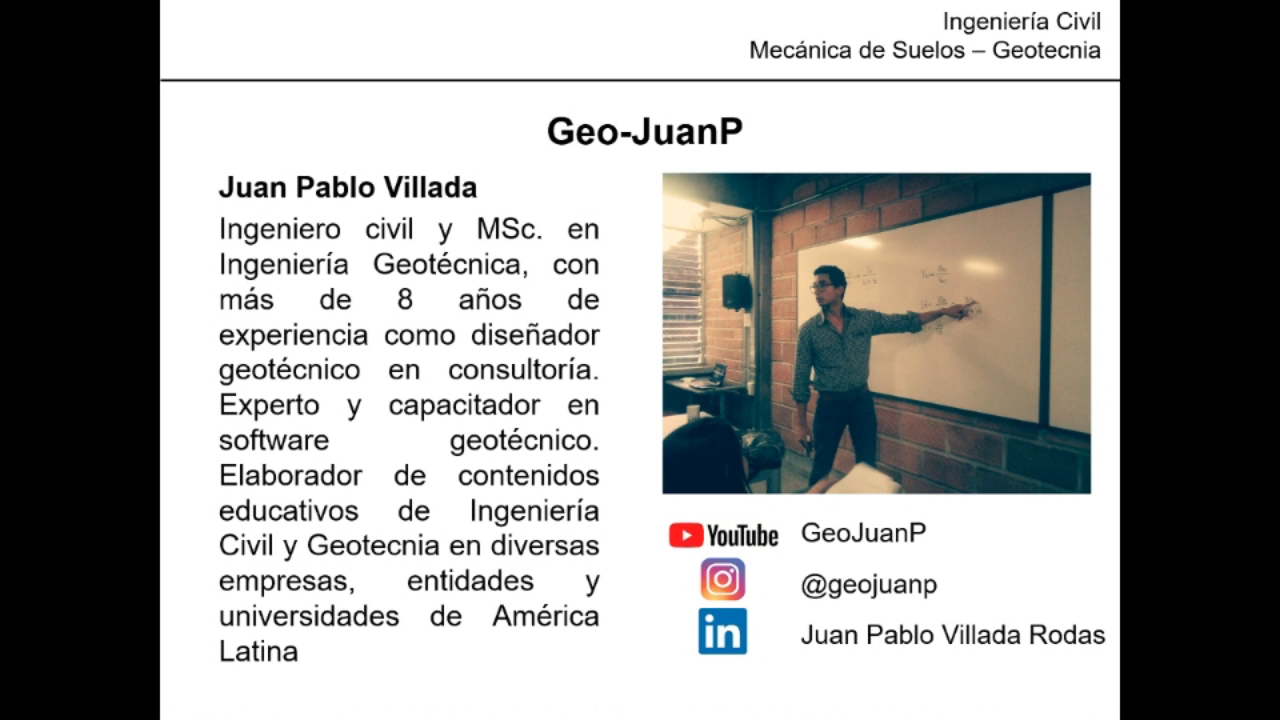 Ingeniería Civil
Mecánica de Suelos – Geotecnia
Geo-JuanP
Juan Pablo Villada
Ingeniero civil y MSc. en
Ingeniería Geotécnica, con
más de 8 años de
experiencia como diseñador
geotécnico en consultoría.
Experto y capacitador en
software geotécnico.
Elaborador de contenidos
educativos de Ingeniería
Civil y Geotecnia en diversas
empresas, entidades y
universidades de América
Latina
YouTube GeoJuanP
@geojuanp
in Juan Pablo Villada Rodas